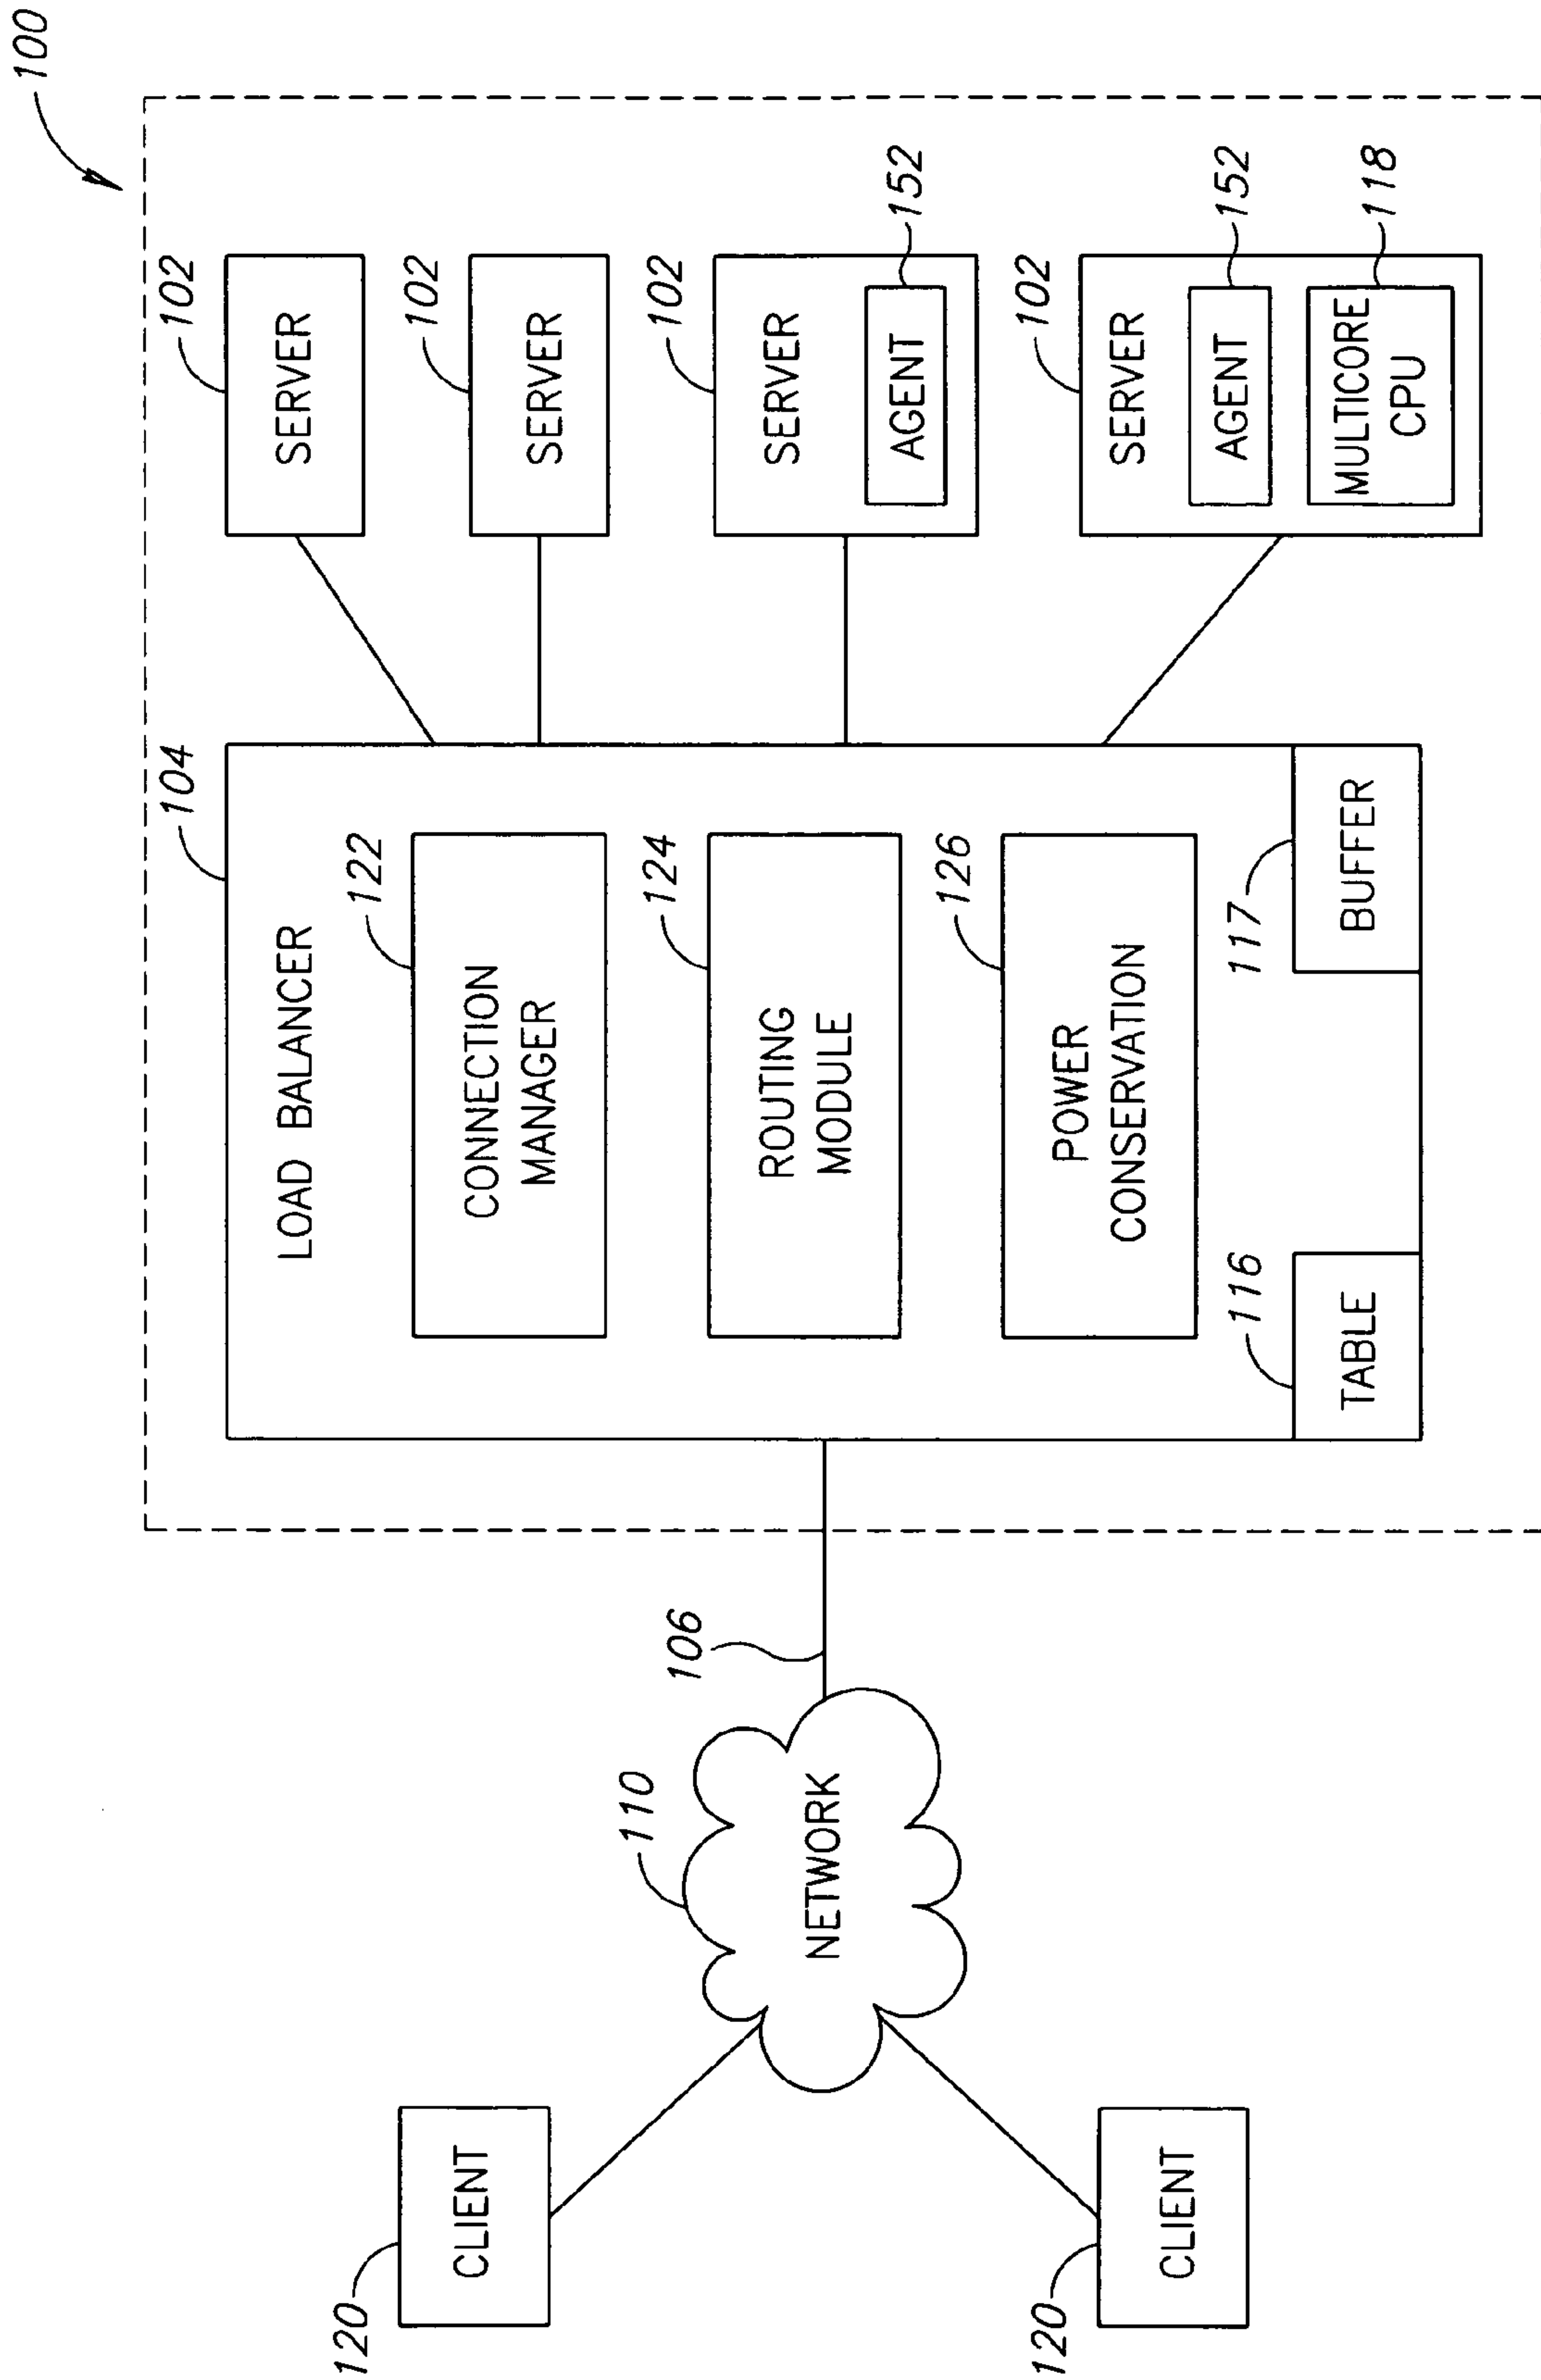 100
104
LOAD BALANCER
122
CONNECTION
MANAGER
124
ROUTING
MODULE
126
POWER
CONSERVATION
116
TABLE
117
BUFFER
102
SERVER
102
SERVER
102
SERVER
AGENT
152
102
SERVER
AGENT
152
MULTICORE
CPU
118
106
110
NETWORK
120
CLIENT
120
CLIENT